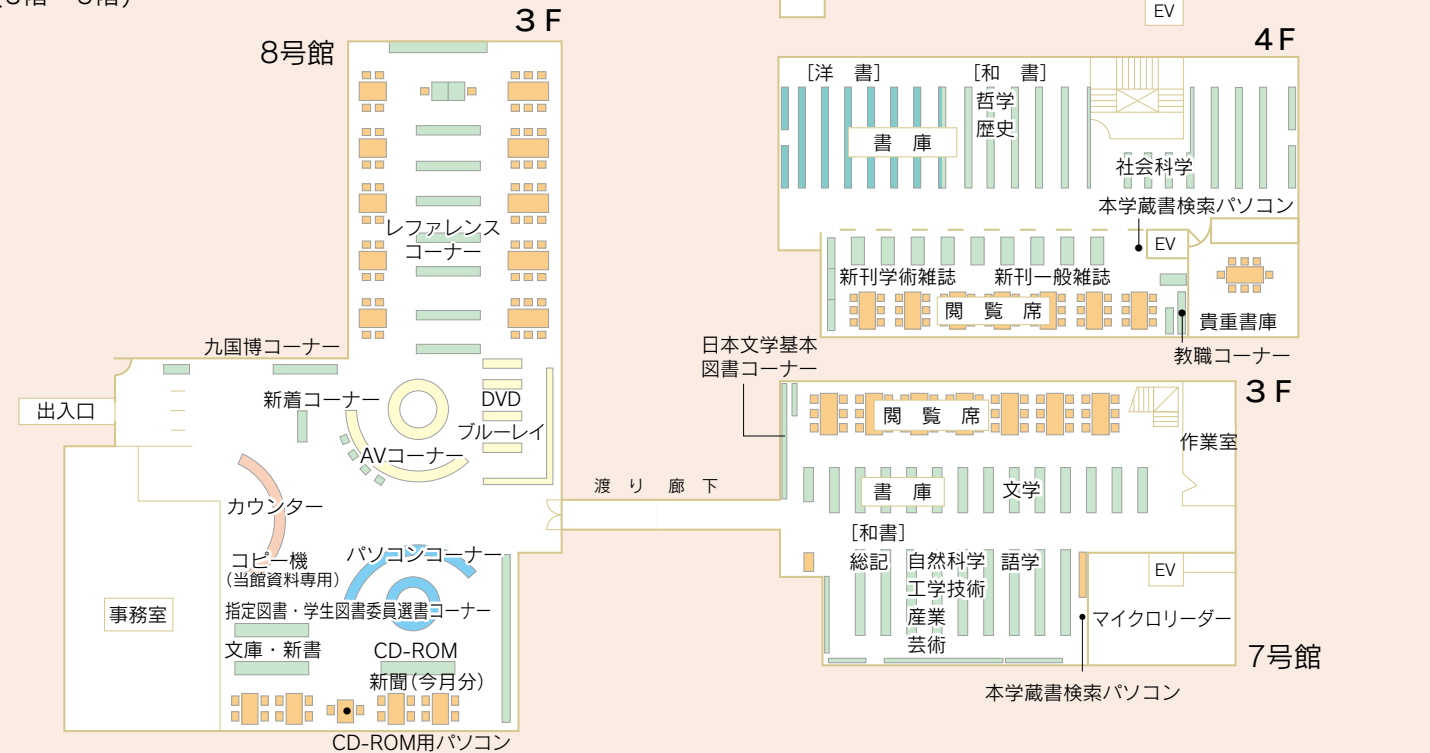 3F
8号館
レファレンス
コーナー
九国博コーナー
出入口
新着コーナー
DVD
ブルーレイ
AVコーナー
カウンター
コピー機
(当館資料専用)
パソコンコーナー
指定図書・学生図書委員選書コーナー
事務室
文庫・新書
CD-ROM
新聞(今月分)
CD-ROM用パソコン
渡り廊下
EV
4F
[洋 書]
[和 書]
哲学
歴史
書 庫
社会科学
本学蔵書検索パソコン
EV
新刊学術雑誌
新刊一般雑誌
閲 覧 席
貴重書庫
教職コーナー
日本文学基本
図書コーナー
3F
閲 覧 席
作業室
書 庫
文学
[和書]
総記
自然科学
工学技術
産業
芸術
語学
EV
マイクロリーダー
7号館
本学蔵書検索パソコン